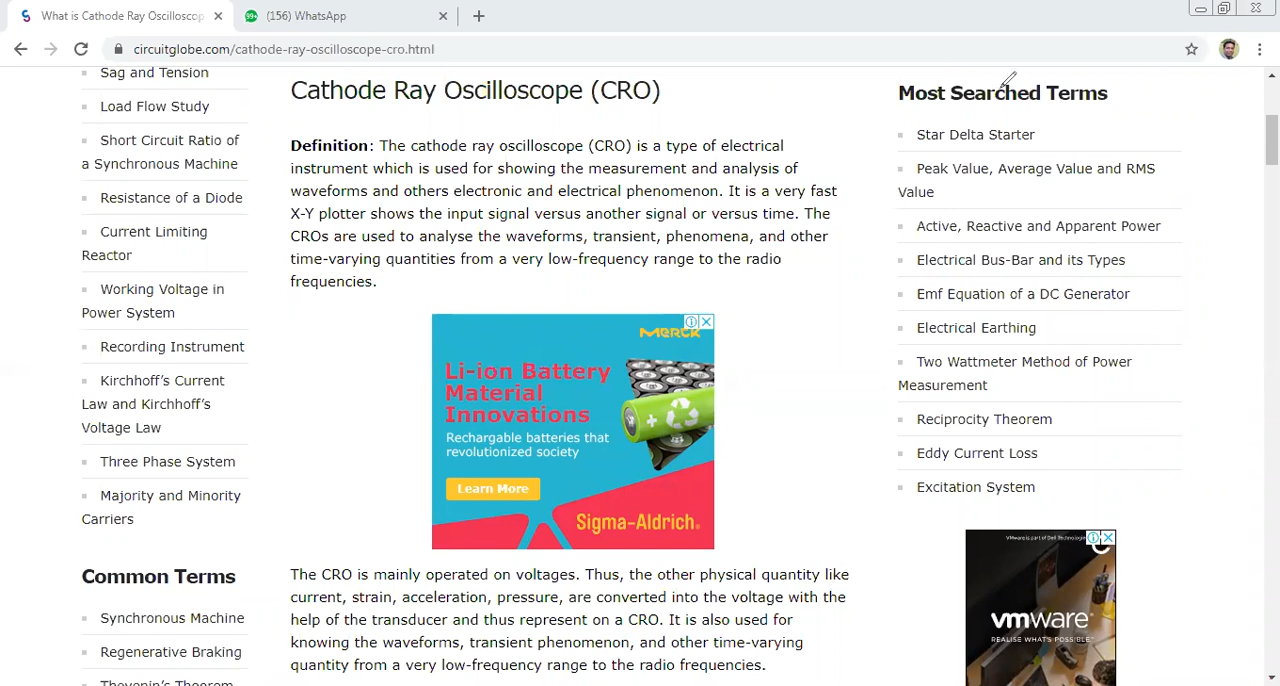 What is Cathode Ray Oscilloscop
(156) WhatsApp
circuitglobe.com/cathode-ray-oscilloscope-cro.html
Sag and Tension
Load Flow Study
Short Circuit Ratio of
a Synchronous Machine
Resistance of a Diode
Current Limiting
Reactor
Working Voltage in
Power System
Recording Instrument
Kirchhoff’s Current
Law and Kirchhoff’s
Voltage Law
Three Phase System
Majority and Minority
Carriers
Common Terms
Synchronous Machine
Regenerative Braking
Thevenin's Theorem
Cathode Ray Oscilloscope (CRO)
Definition: The cathode ray oscilloscope (CRO) is a type of electrical
instrument which is used for showing the measurement and analysis of
waveforms and others electronic and electrical phenomenon. It is a very fast
X-Y plotter shows the input signal versus another signal or versus time. The
CROs are used to analyse the waveforms, transient, phenomena, and other
time-varying quantities from a very low-frequency range to the radio
frequencies.
MERCK
Li-ion Battery
Material
Innovations
Rechargable batteries that
revolutionized society
Learn More
Sigma-Aldrich.
The CRO is mainly operated on voltages. Thus, the other physical quantity like
current, strain, acceleration, pressure, are converted into the voltage with the
help of the transducer and thus represent on a CRO. It is also used for
knowing the waveforms, transient phenomenon, and other time-varying
quantity from a very low-frequency range to the radio frequencies.
Most Searched Terms
Star Delta Starter
Peak Value, Average Value and RMS
Value
Active, Reactive and Apparent Power
Electrical Bus-Bar and its Types
Emf Equation of a DC Generator
Electrical Earthing
Two Wattmeter Method of Power
Measurement
Reciprocity Theorem
Eddy Current Loss
Excitation System
VMware is part of Dell Technologies
vmware
REALISE WHAT'S POSSIBLE.